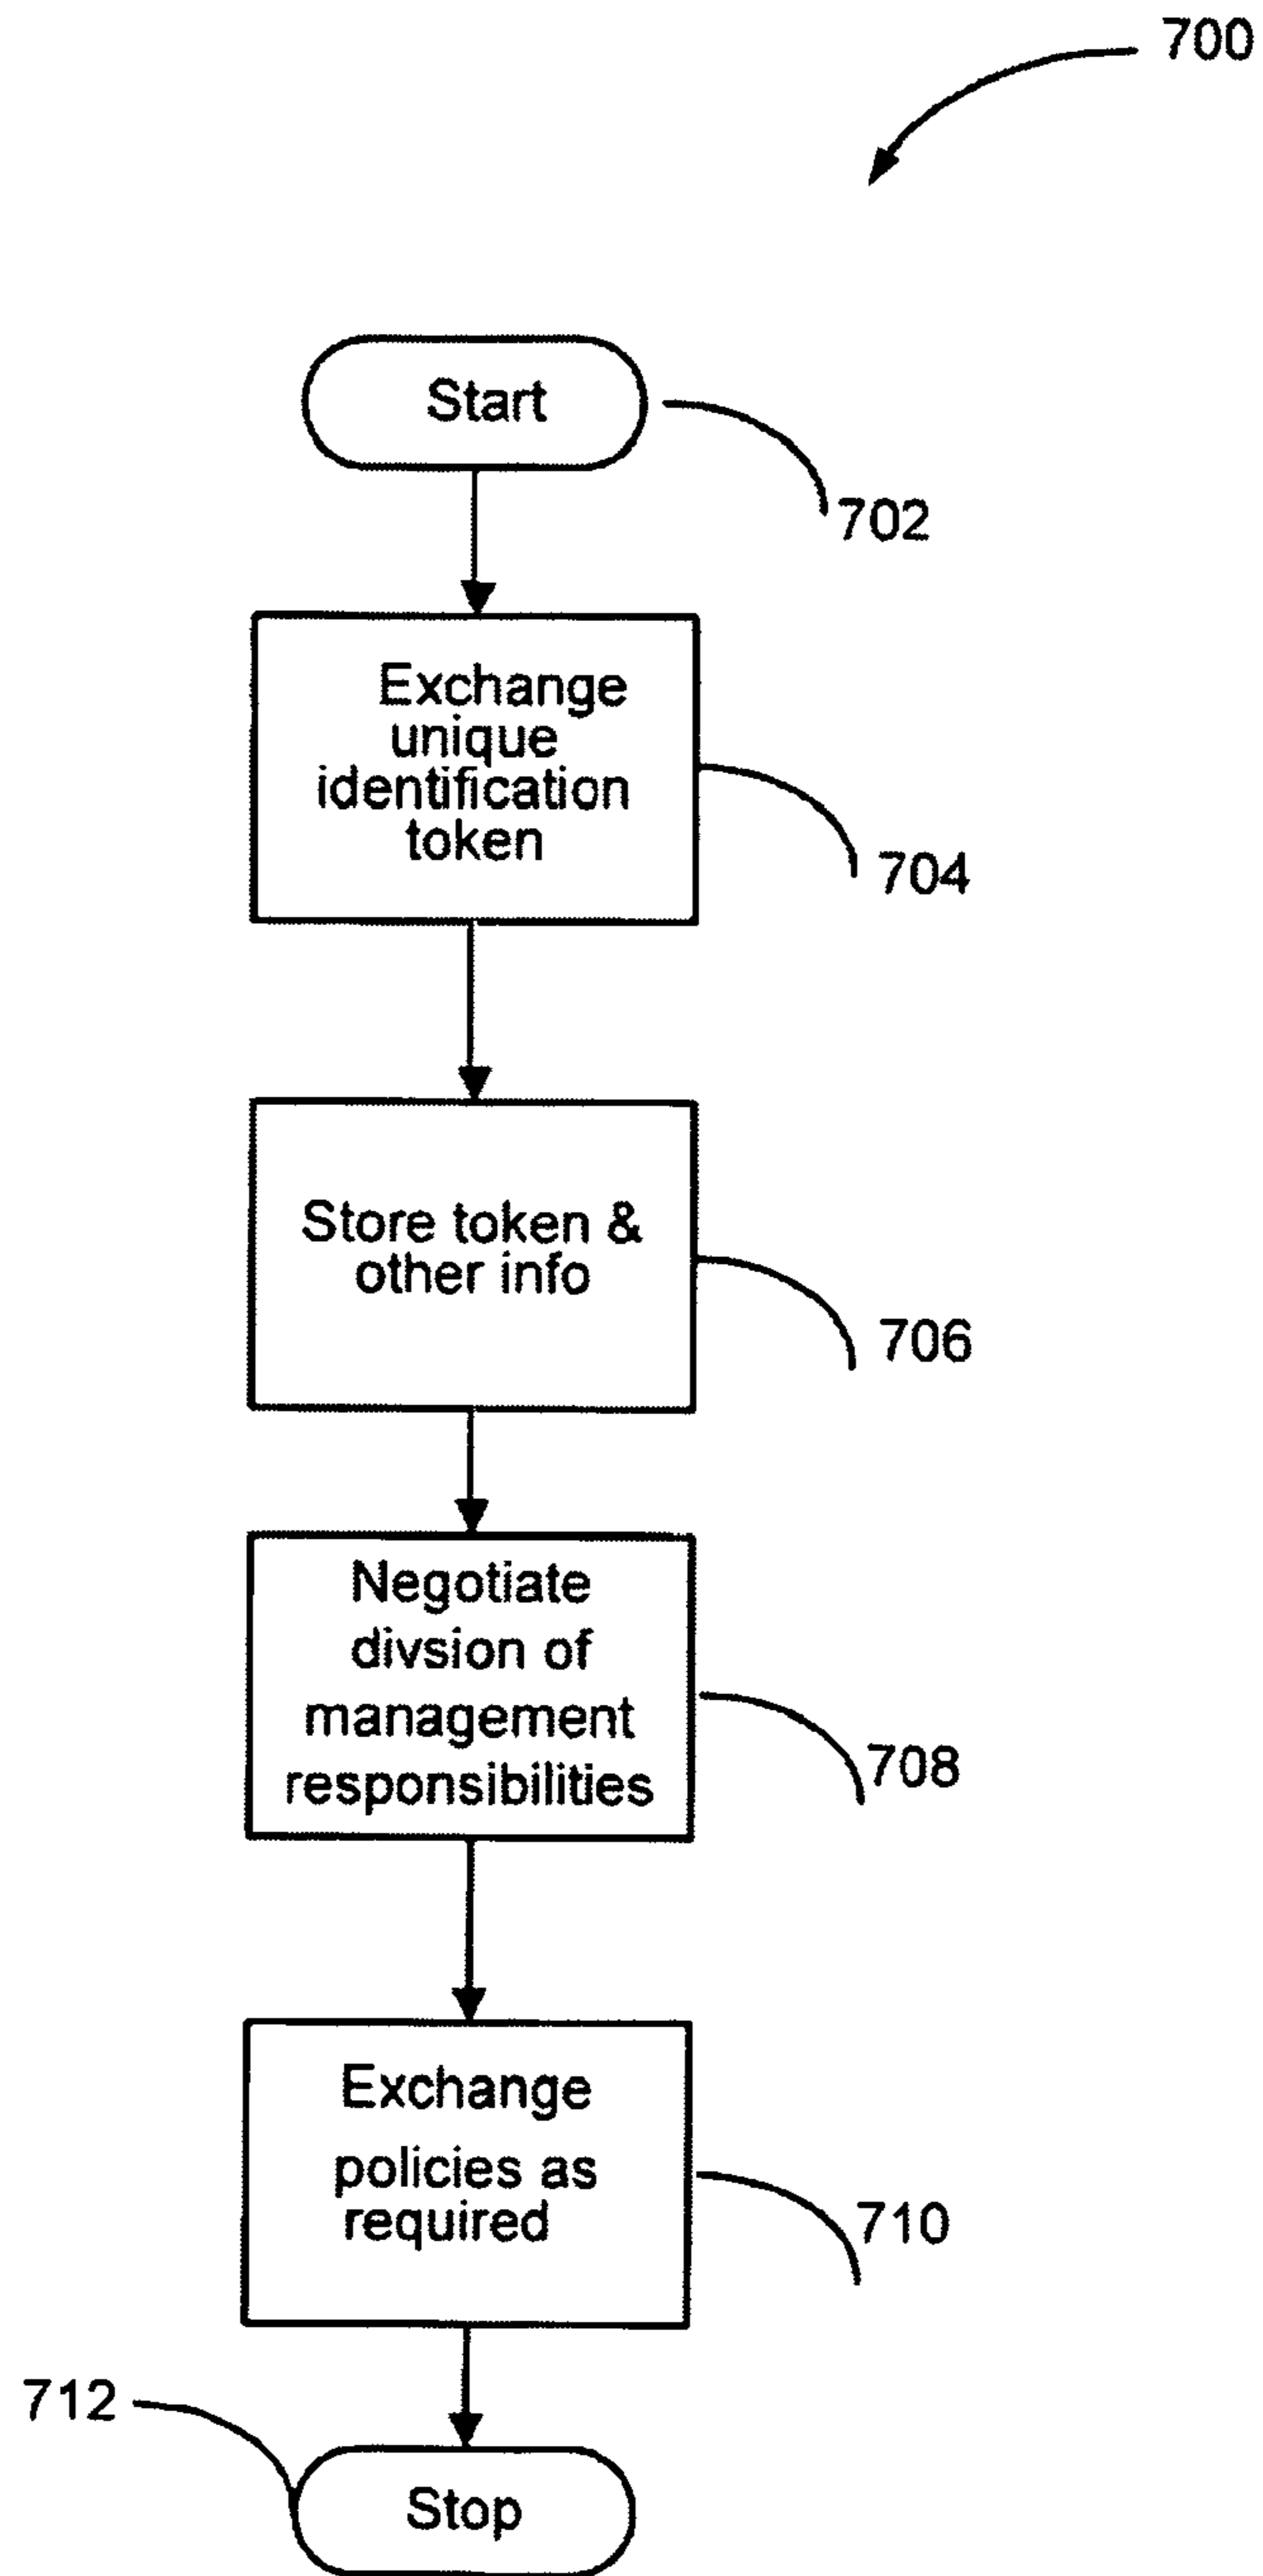 700
Start
702
Exchange
unique
identification
token
704
Store token &
other info
706
Negotiate
divsion of
management
responsibilities
708
Exchange
policies as
required
710
712
Stop